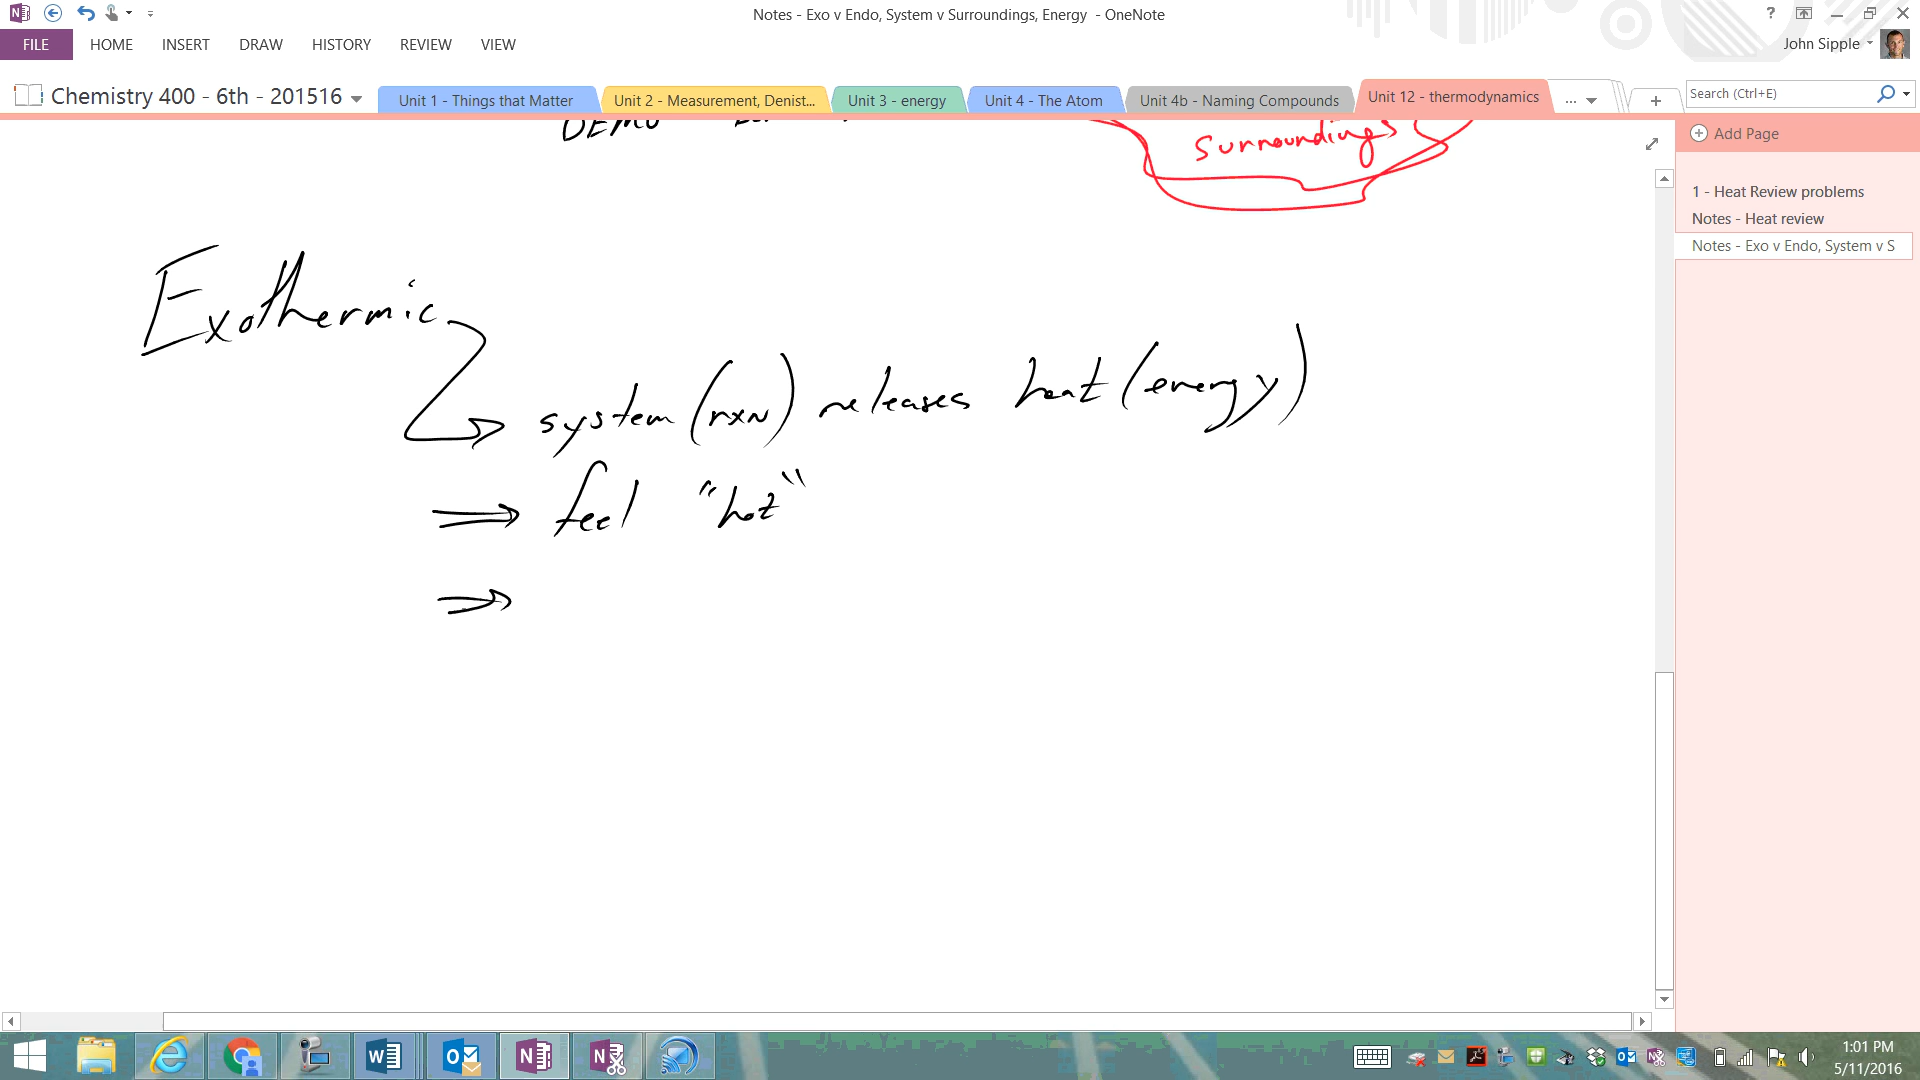 Notes - Exo v Endo, System v Surroundings, Energy - OneNote
FILE HOME INSERT DRAW HISTORY REVIEW VIEW
John Sipple
Chemistry 400 - 6th - 201516
Unit 1 - Things that Matter
Unit 2 - Measurement, Denist...
Unit 3 - energy
Unit 4 - The Atom
Unit 4b - Naming Compounds
Unit 12 - thermodynamics
...
Search (Ctrl+E)
Add Page
1 - Heat Review problems
Notes - Heat review
Notes - Exo v Endo, System v S
DEMO
Surroundings
Exothermic
system (rxn) releases heat (energy)
feel "hot"
1:01 PM
5/11/2016